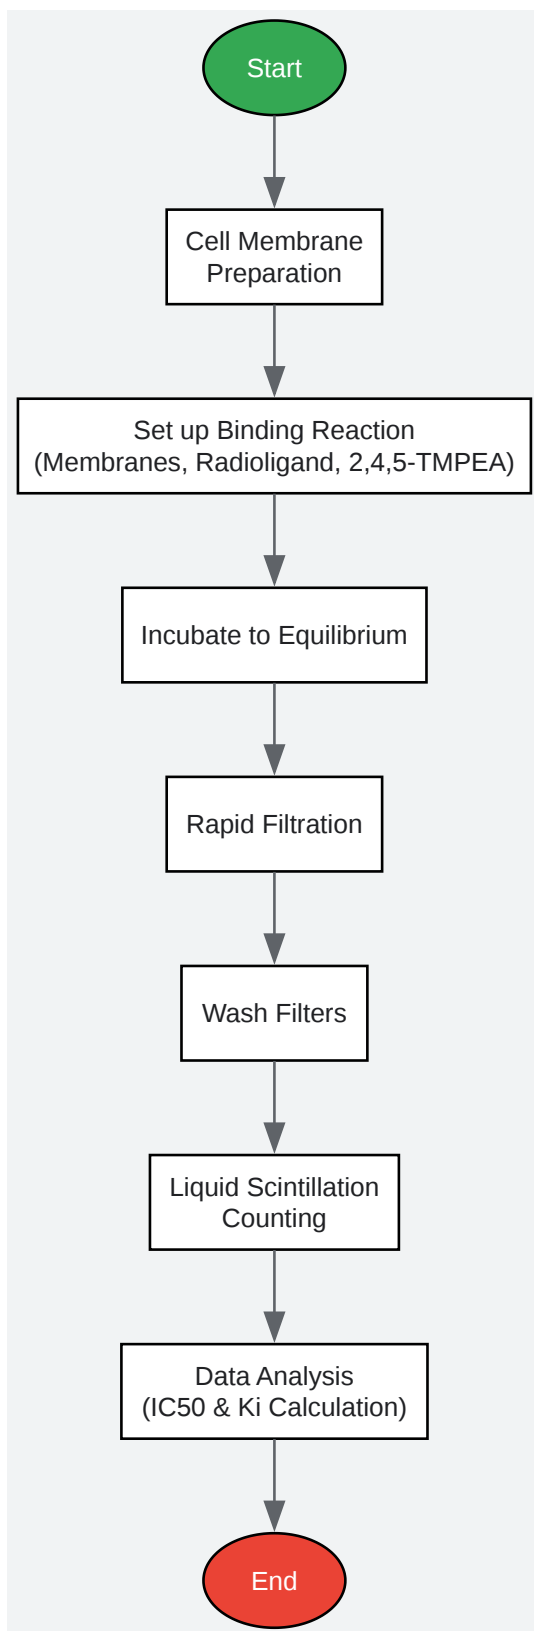 Start
Cell Membrane
Preparation
Set up Binding Reaction
(Membranes, Radioligand, 2,4,5-TMPEA)
Incubate to Equilibrium
Rapid Filtration
Wash Filters
Liquid Scintillation
Counting
Data Analysis
(IC50 & Ki Calculation)
End